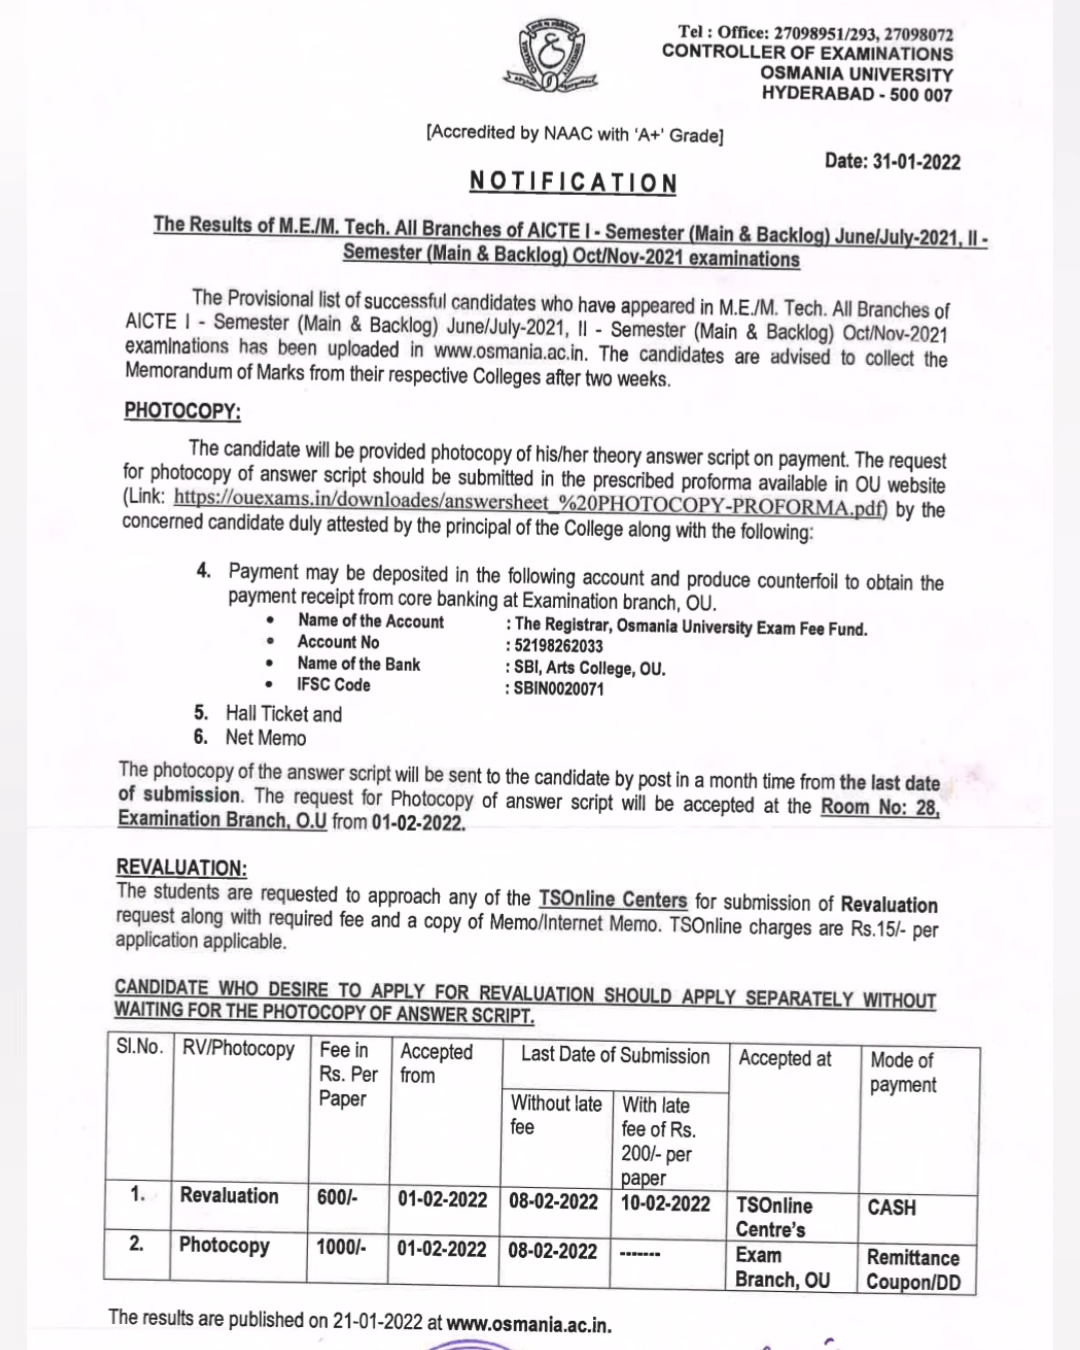 Tel : Office: 27098951/293, 27098072
CONTROLLER OF EXAMINATIONS
OSMANIA UNIVERSITY
HYDERABAD - 500 007
[Accredited by NAAC with 'A+' Grade]
Date: 31-01-2022
NOTIFICATION
The Results of M.E./M. Tech. All Branches of AICTE I - Semester (Main & Backlog) June/July-2021, II -
Semester (Main & Backlog) Oct/Nov-2021 examinations
The Provisional list of successful candidates who have appeared in M.E./M. Tech. All Branches of
AICTE I - Semester (Main & Backlog) June/July-2021, II - Semester (Main & Backlog) Oct/Nov-2021
examinations has been uploaded in www.osmania.ac.in. The candidates are advised to collect the
Memorandum of Marks from their respective Colleges after two weeks.
PHOTOCOPY:
The candidate will be provided photocopy of his/her theory answer script on payment. The request
for photocopy of answer script should be submitted in the prescribed proforma available in OU website
(Link: https://ouexams.in/downloades/answersheet_%20PHOTOCOPY-PROFORMA.pdf) by the
concerned candidate duly attested by the principal of the College along with the following:
4. Payment may be deposited in the following account and produce counterfoil to obtain the
payment receipt from core banking at Examination branch, OU.
• Name of the Account : The Registrar, Osmania University Exam Fee Fund.
• Account No : 52198262033
• Name of the Bank : SBI, Arts College, OU.
• IFSC Code : SBIN0020071
5. Hall Ticket and
6. Net Memo
The photocopy of the answer script will be sent to the candidate by post in a month time from the last date
of submission. The request for Photocopy of answer script will be accepted at the Room No: 28,
Examination Branch, O.U from 01-02-2022.
REVALUATION:
The students are requested to approach any of the TSOnline Centers for submission of Revaluation
request along with required fee and a copy of Memo/Internet Memo. TSOnline charges are Rs.15/- per
application applicable.
CANDIDATE WHO DESIRE TO APPLY FOR REVALUATION SHOULD APPLY SEPARATELY WITHOUT
WAITING FOR THE PHOTOCOPY OF ANSWER SCRIPT.
Sl.No. RV/Photocopy Fee in Rs. Per Paper Accepted from Last Date of Submission Accepted at Mode of payment
Without late fee With late fee of Rs. 200/- per paper
1. Revaluation 600/- 01-02-2022 08-02-2022 10-02-2022 TSOnline Centre's CASH
2. Photocopy 1000/- 01-02-2022 08-02-2022 ------- Exam Branch, OU Remittance Coupon/DD
The results are published on 21-01-2022 at www.osmania.ac.in.